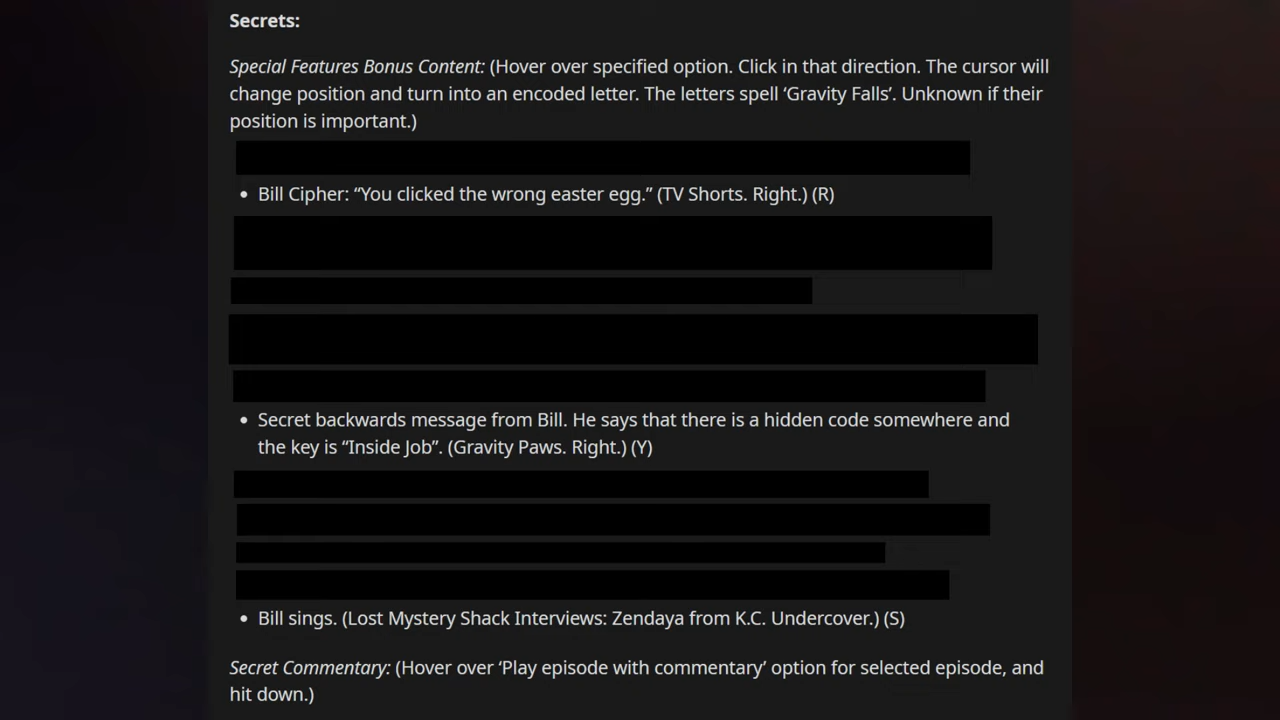 Secrets:
Special Features Bonus Content: (Hover over specified option. Click in that direction. The cursor will
change position and turn into an encoded letter. The letters spell ‘Gravity Falls’. Unknown if their
position is important.)
• Bill Cipher: “You clicked the wrong easter egg.” (TV Shorts. Right.) (R)
• Secret backwards message from Bill. He says that there is a hidden code somewhere and
the key is “Inside Job”. (Gravity Paws. Right.) (Y)
• Bill sings. (Lost Mystery Shack Interviews: Zendaya from K.C. Undercover.) (S)
Secret Commentary: (Hover over ‘Play episode with commentary’ option for selected episode, and
hit down.)